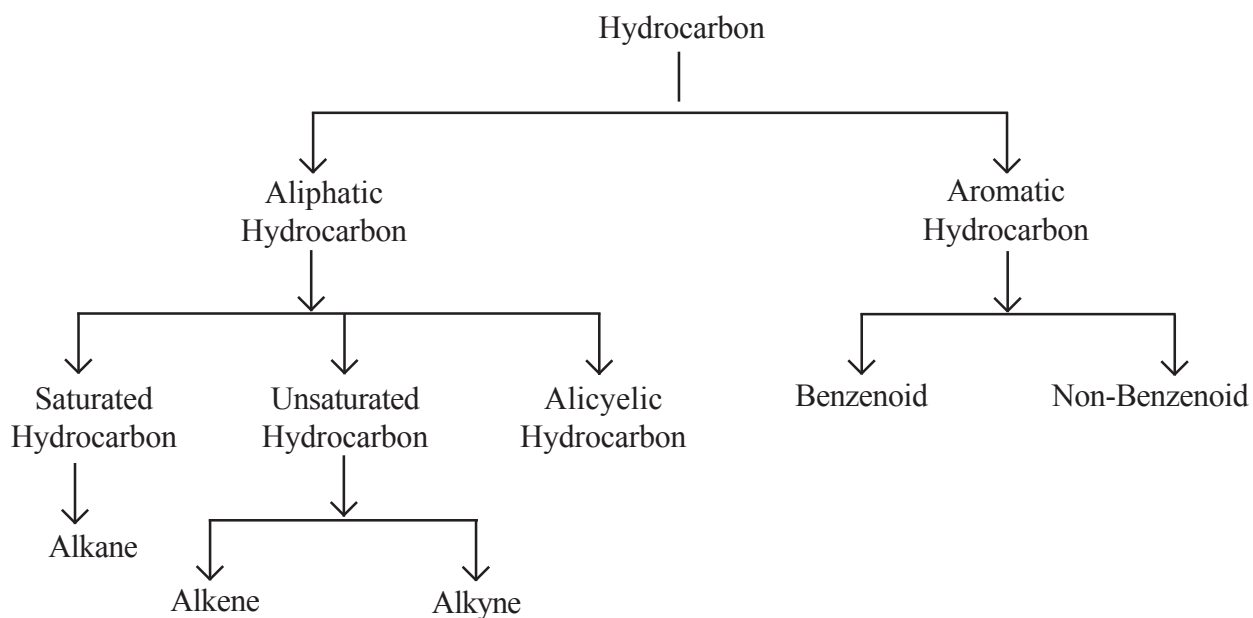 Hydrocarbon
Aliphatic
Hydrocarbon
Aromatic
Hydrocarbon
Saturated
Hydrocarbon
Unsaturated
Hydrocarbon
Alicyelic
Hydrocarbon
Benzenoid
Non-Benzenoid
Alkane
Alkene
Alkyne